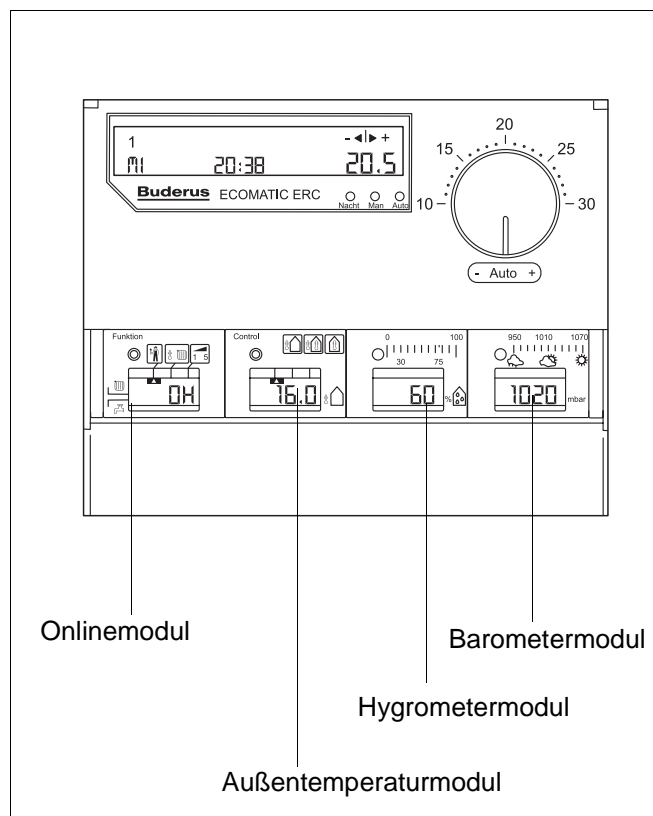 1 - +
MI 20:38 20.5
Buderus ECOMATIC ERC
Nacht Man Auto
10 15 20 25 30
- Auto +
Funktion
1 5
0H
Control
16.0
0 100
30 75
60 %
950 1010 1070
1020 mbar
Onlinemodul
Barometermodul
Hygrometermodul
Außentemperaturmodul